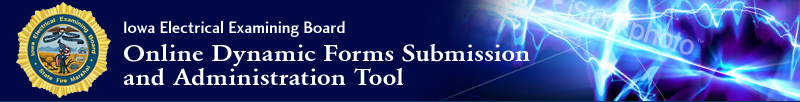 Iowa Electrical Examining Board
State Fire Marshal
Iowa Electrical Examining Board
Online Dynamic Forms Submission
and Administration Tool
iStockphoto